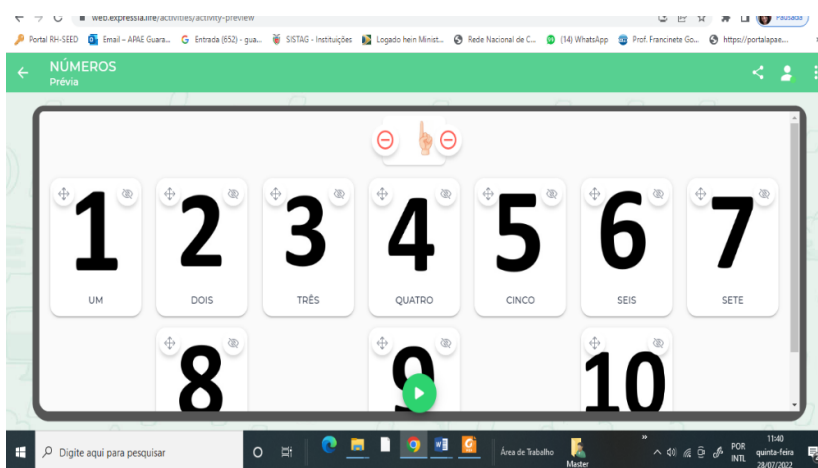 web.expressia.life/activities/activity-preview
Pausada
Portal RH-SEED Email – APAE Guara... Entrada (652) - gua... SISTAG - Instituições Logado hein Minist... Rede Nacional de C... (14) WhatsApp Prof. Francinete Go... https://portalapae...
NÚMEROS
Prévia
1 2 3 4 5 6 7
UM DOIS TRÊS QUATRO CINCO SEIS SETE
8 9 10
Digite aqui para pesquisar
Área de Trabalho
Master
POR
INTL
11:40
quinta-feira
28/07/2022